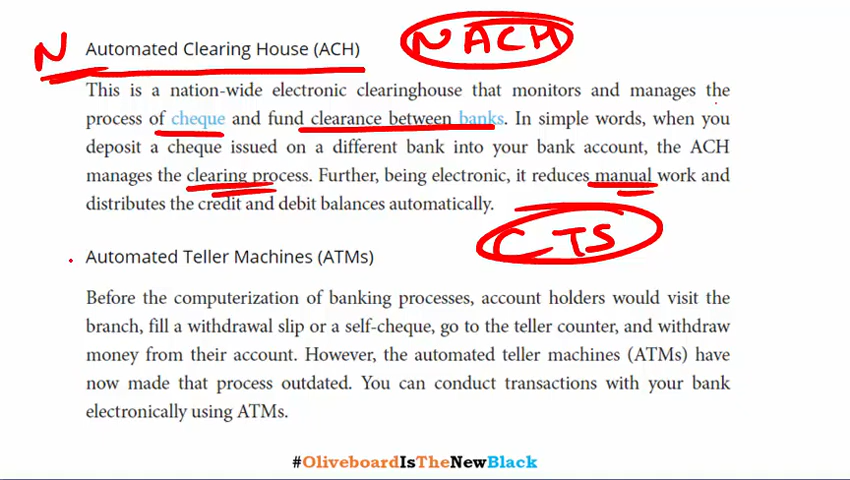 N Automated Clearing House (ACH) NACH
This is a nation-wide electronic clearinghouse that monitors and manages the
process of cheque and fund clearance between banks. In simple words, when you
deposit a cheque issued on a different bank into your bank account, the ACH
manages the clearing process. Further, being electronic, it reduces manual work and
distributes the credit and debit balances automatically.
CTS
Automated Teller Machines (ATMs)
Before the computerization of banking processes, account holders would visit the
branch, fill a withdrawal slip or a self-cheque, go to the teller counter, and withdraw
money from their account. However, the automated teller machines (ATMs) have
now made that process outdated. You can conduct transactions with your bank
electronically using ATMs.
#OliveboardIsTheNewBlack